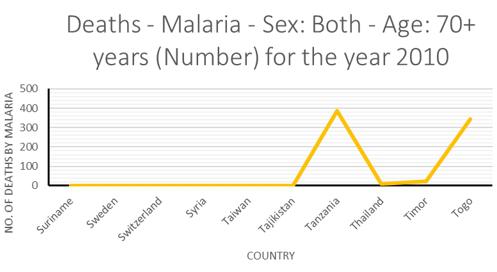 Deaths - Malaria - Sex: Both - Age: 70+
years (Number) for the year 2010
NO. OF DEATHS BY MALARIA
500
400
300
200
100
0
Suriname
Sweden
Switzerland
Syria
Taiwan
Tajikistan
Tanzania
Thailand
Timor
Togo
COUNTRY